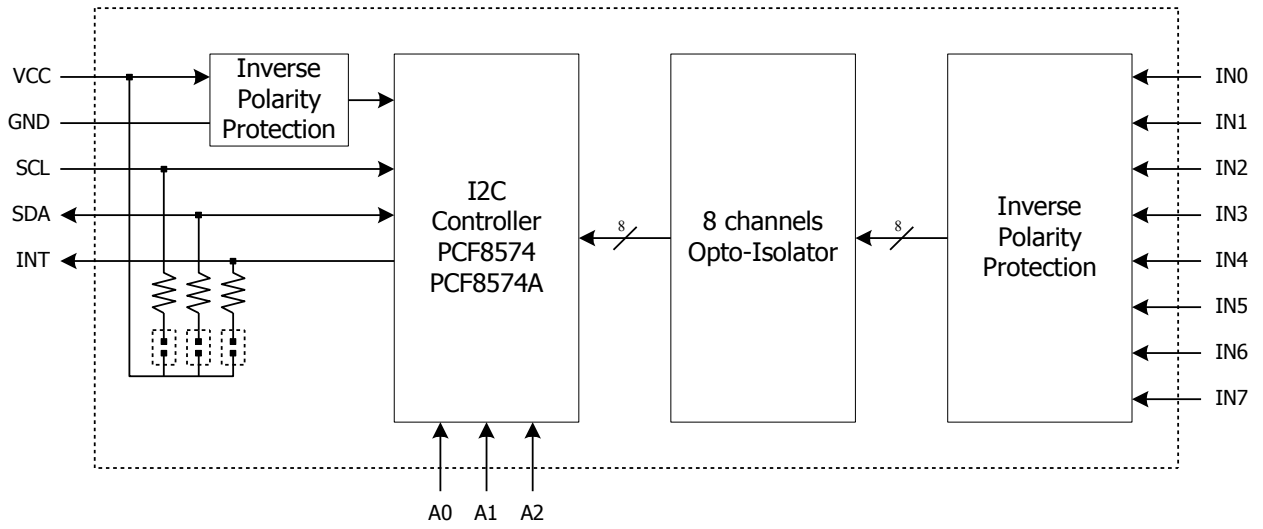 VCC
GND
SCL
SDA
INT
Inverse
Polarity
Protection
I2C
Controller
PCF8574
PCF8574A
8
8 channels
Opto-Isolator
8
Inverse
Polarity
Protection
IN0
IN1
IN2
IN3
IN4
IN5
IN6
IN7
A0 A1 A2